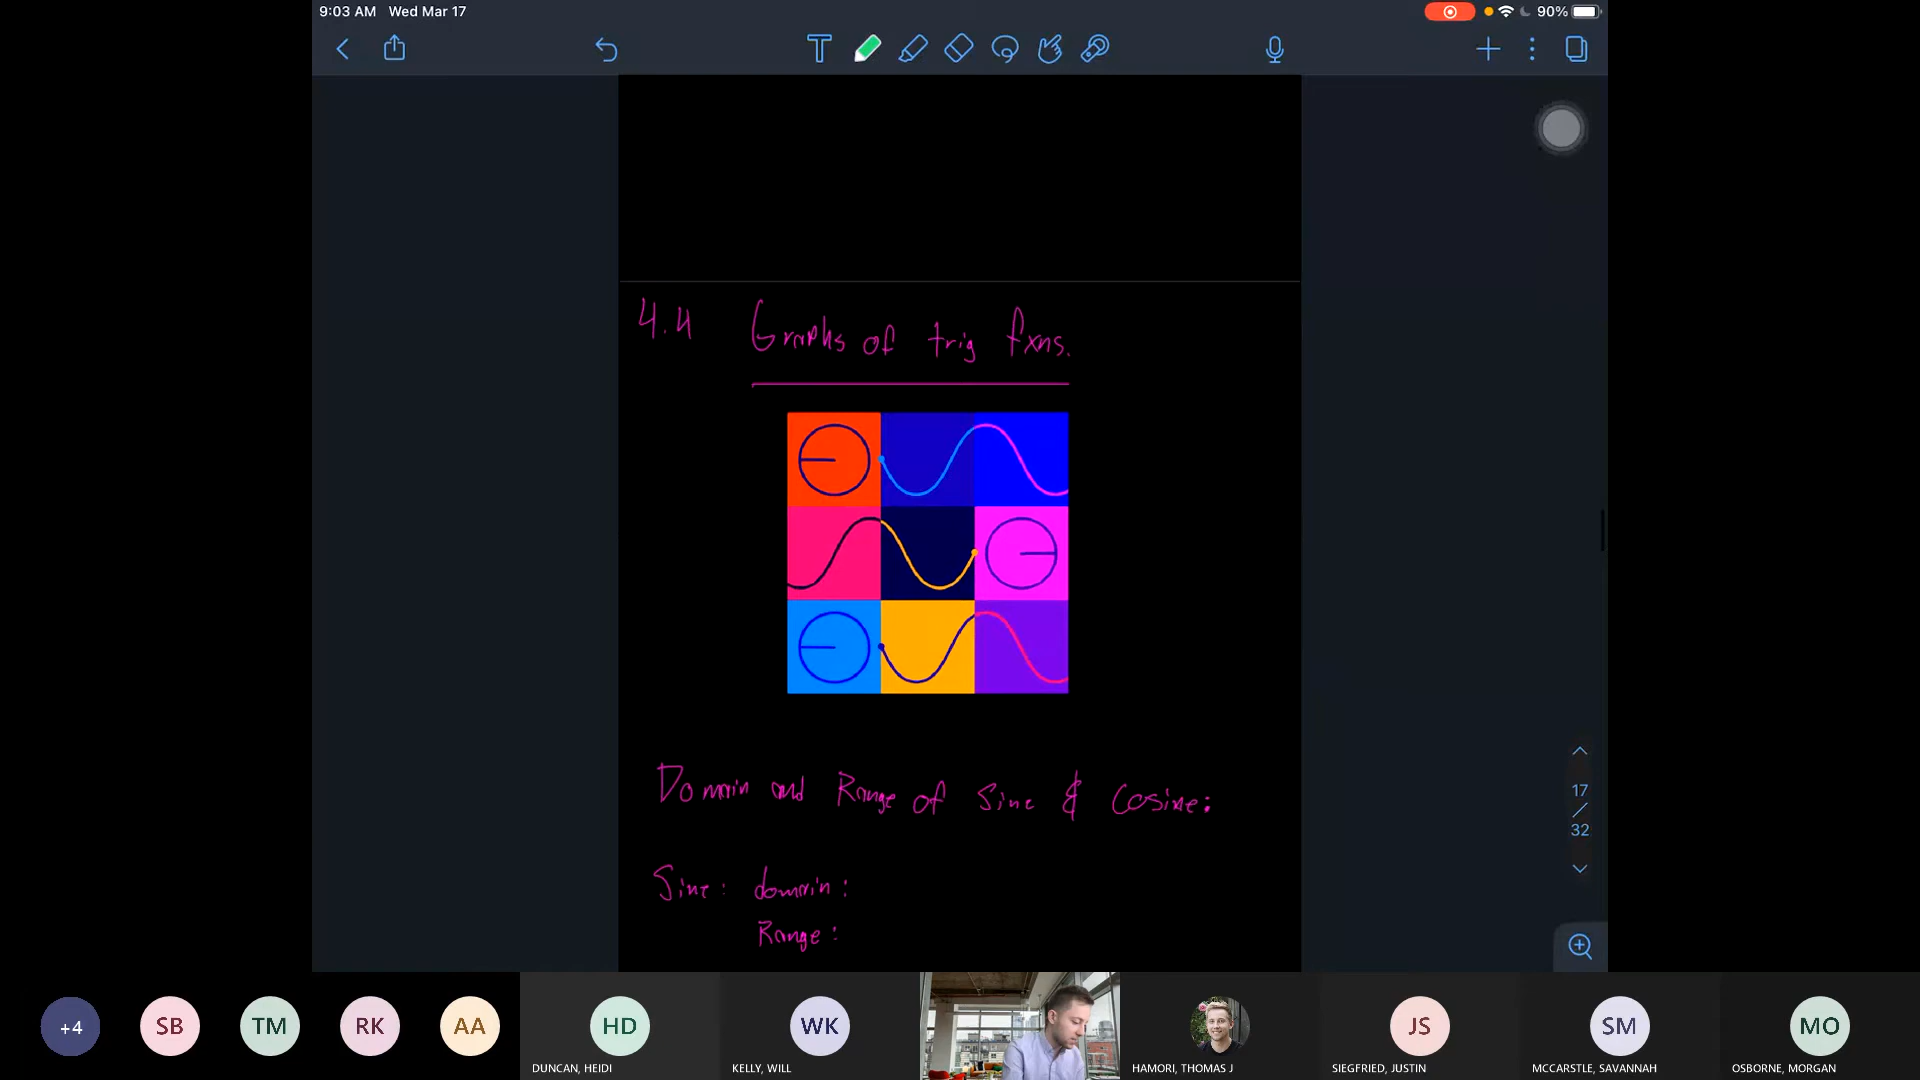 9:03 AM Wed Mar 17
90%
T
4.4 Graphs of trig fxns.
Domain and Range of Sine & Cosine:
Sine: domain:
Range:
17
/
32
+4
SB
TM
RK
AA
HD
DUNCAN, HEIDI
WK
KELLY, WILL
HAMORI, THOMAS J
JS
SIEGFRIED, JUSTIN
SM
MCCARSTLE, SAVANNAH
MO
OSBORNE, MORGAN